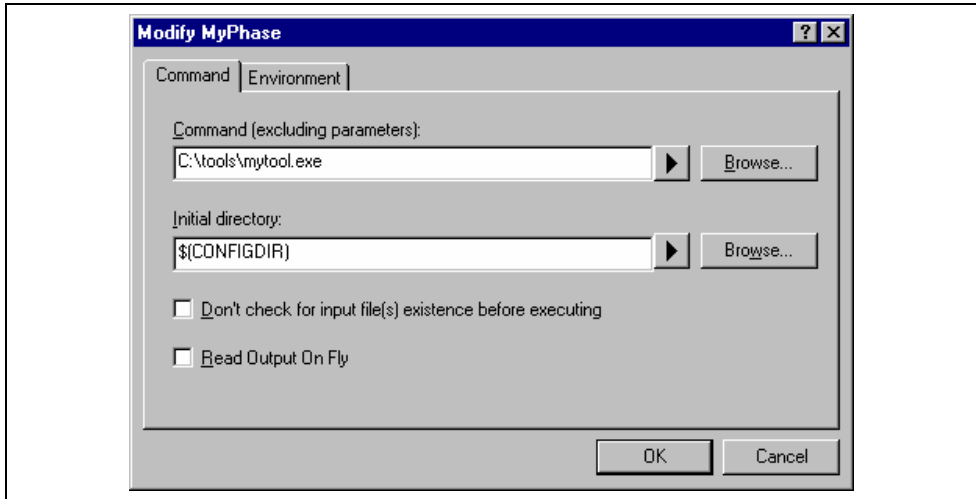 Modify MyPhase
Command Environment
Command (excluding parameters):
C:\tools\mytool.exe Browse...
Initial directory:
$(CONFIGDIR) Browse...
Don't check for input file(s) existence before executing
Read Output On Fly
OK Cancel